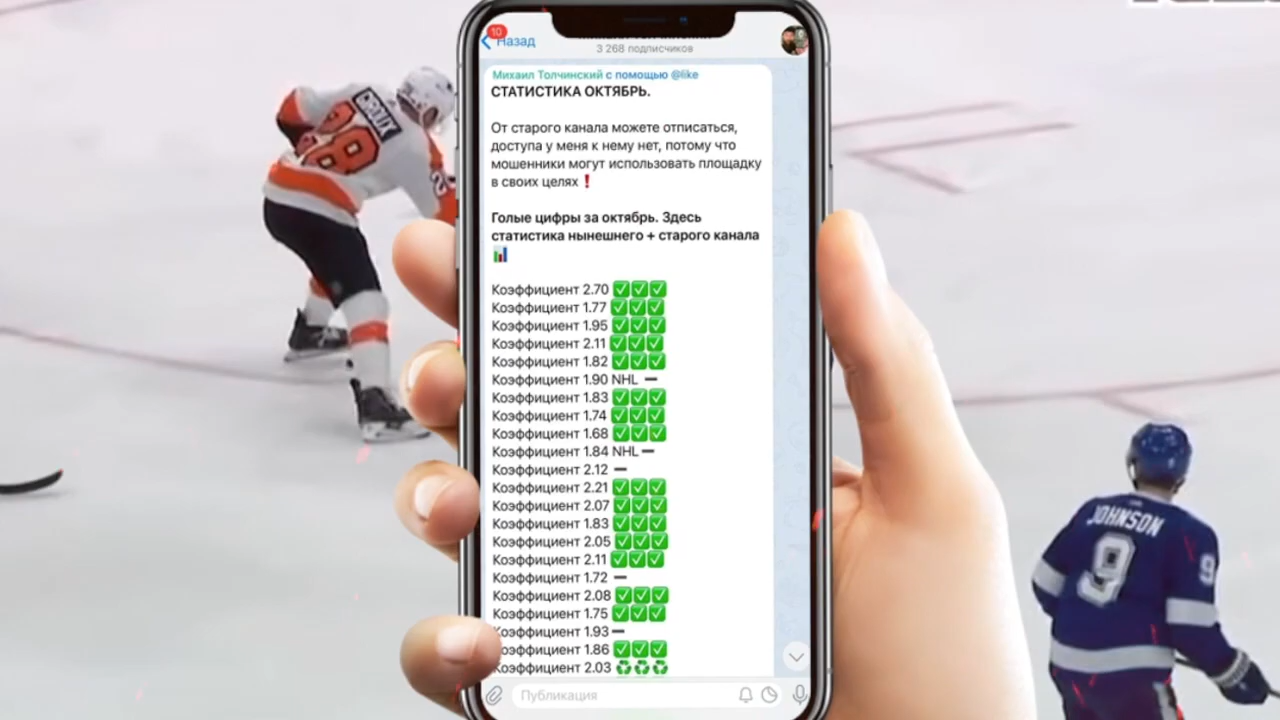 10
Назад
3 268 подписчиков
Михаил Толчинский с помощью @like
СТАТИСТИКА ОКТЯБРЬ.
От старого канала можете отписаться,
доступа у меня к нему нет, потому что
мошенники могут использовать площадку
в своих целях❗
Голые цифры за октябрь. Здесь
статистика нынешнего + старого канала
📊
Коэффициент 2.70 ✅✅✅
Коэффициент 1.77 ✅✅✅
Коэффициент 1.95 ✅✅✅
Коэффициент 2.11 ✅✅✅
Коэффициент 1.82 ✅✅✅
Коэффициент 1.90 NHL ➖
Коэффициент 1.83 ✅✅✅
Коэффициент 1.74 ✅✅✅
Коэффициент 1.68 ✅✅✅
Коэффициент 1.84 NHL ➖
Коэффициент 2.12 ➖
Коэффициент 2.21 ✅✅✅
Коэффициент 2.07 ✅✅✅
Коэффициент 1.83 ✅✅✅
Коэффициент 2.05 ✅✅✅
Коэффициент 2.11 ✅✅✅
Коэффициент 1.72 ➖
Коэффициент 2.08 ✅✅✅
Коэффициент 1.75 ✅✅✅
Коэффициент 1.93 ➖
Коэффициент 1.86 ✅✅✅
Коэффициент 2.03 ♻♻♻
Публикация
28
JOHNSON
9
9